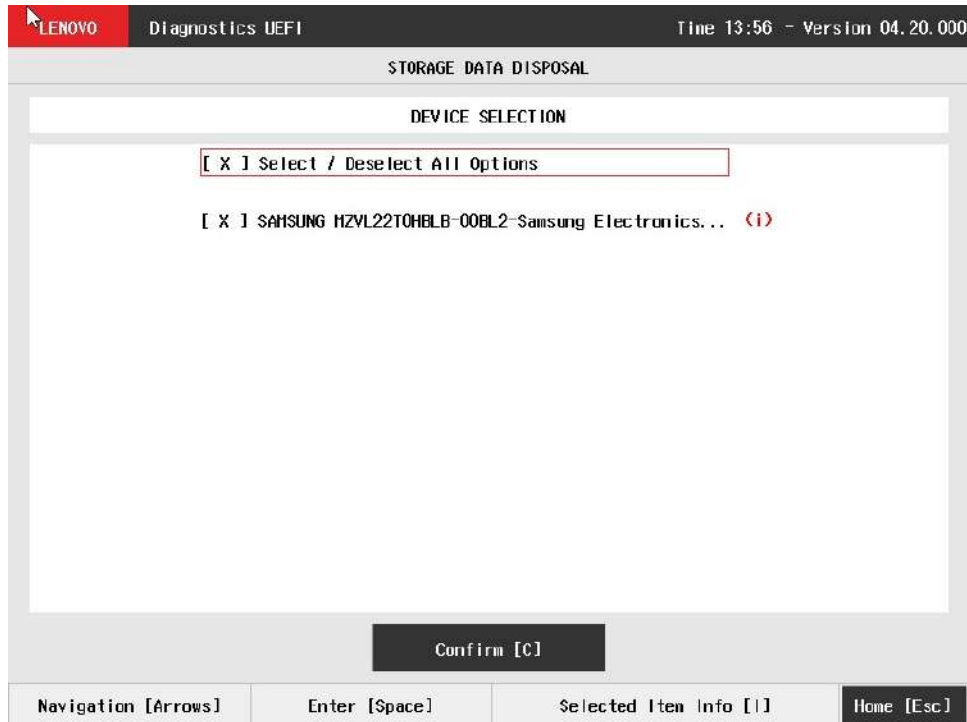 LENOVO Diagnostics UEFI Time 13:56 - Version 04.20.000
STORAGE DATA DISPOSAL
DEVICE SELECTION
[ X ] Select / Deselect All Options
[ X ] SAMSUNG MZVL22T0HBLB-00BL2-Samsung Electronics... (i)
Confirm [C]
Navigation [Arrows] Enter [Space] Selected Item Info [I] Home [Esc]